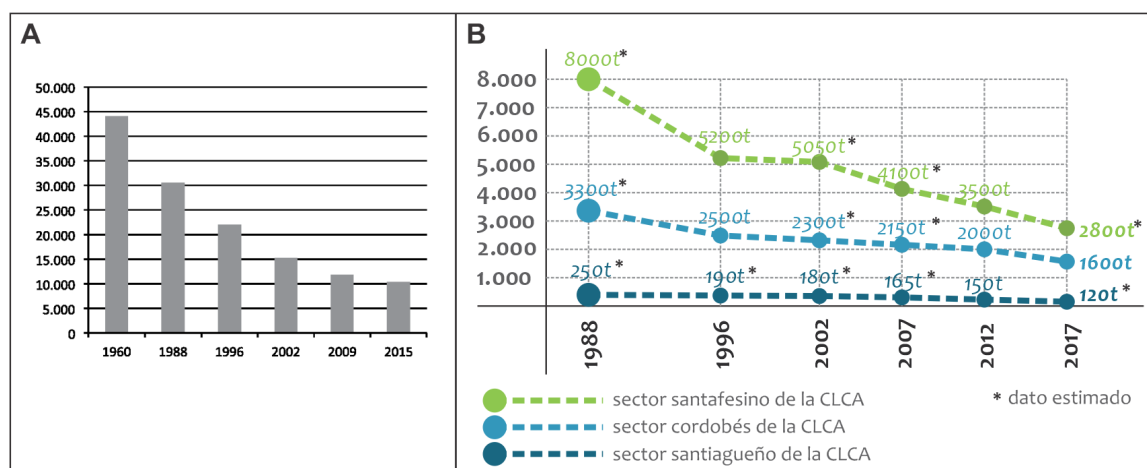 A
50.000
45.000
40.000
35.000
30.000
25.000
20.000
15.000
10.000
5.000
0
1960 1988 1996 2002 2009 2015
B
8.000
7.000
6.000
5.000
4.000
3.000
2.000
1.000
8000t*
5200t
5050t*
4100t*
3500t
2800t*
3300t*
2500t
2300t*
2150t*
2000t
1600t
250t*
190t*
180t*
165t*
150t
120t*
1988
1996
2002
2007
2012
2017
sector santafesino de la CLCA
* dato estimado
sector cordobés de la CLCA
sector santiagueño de la CLCA